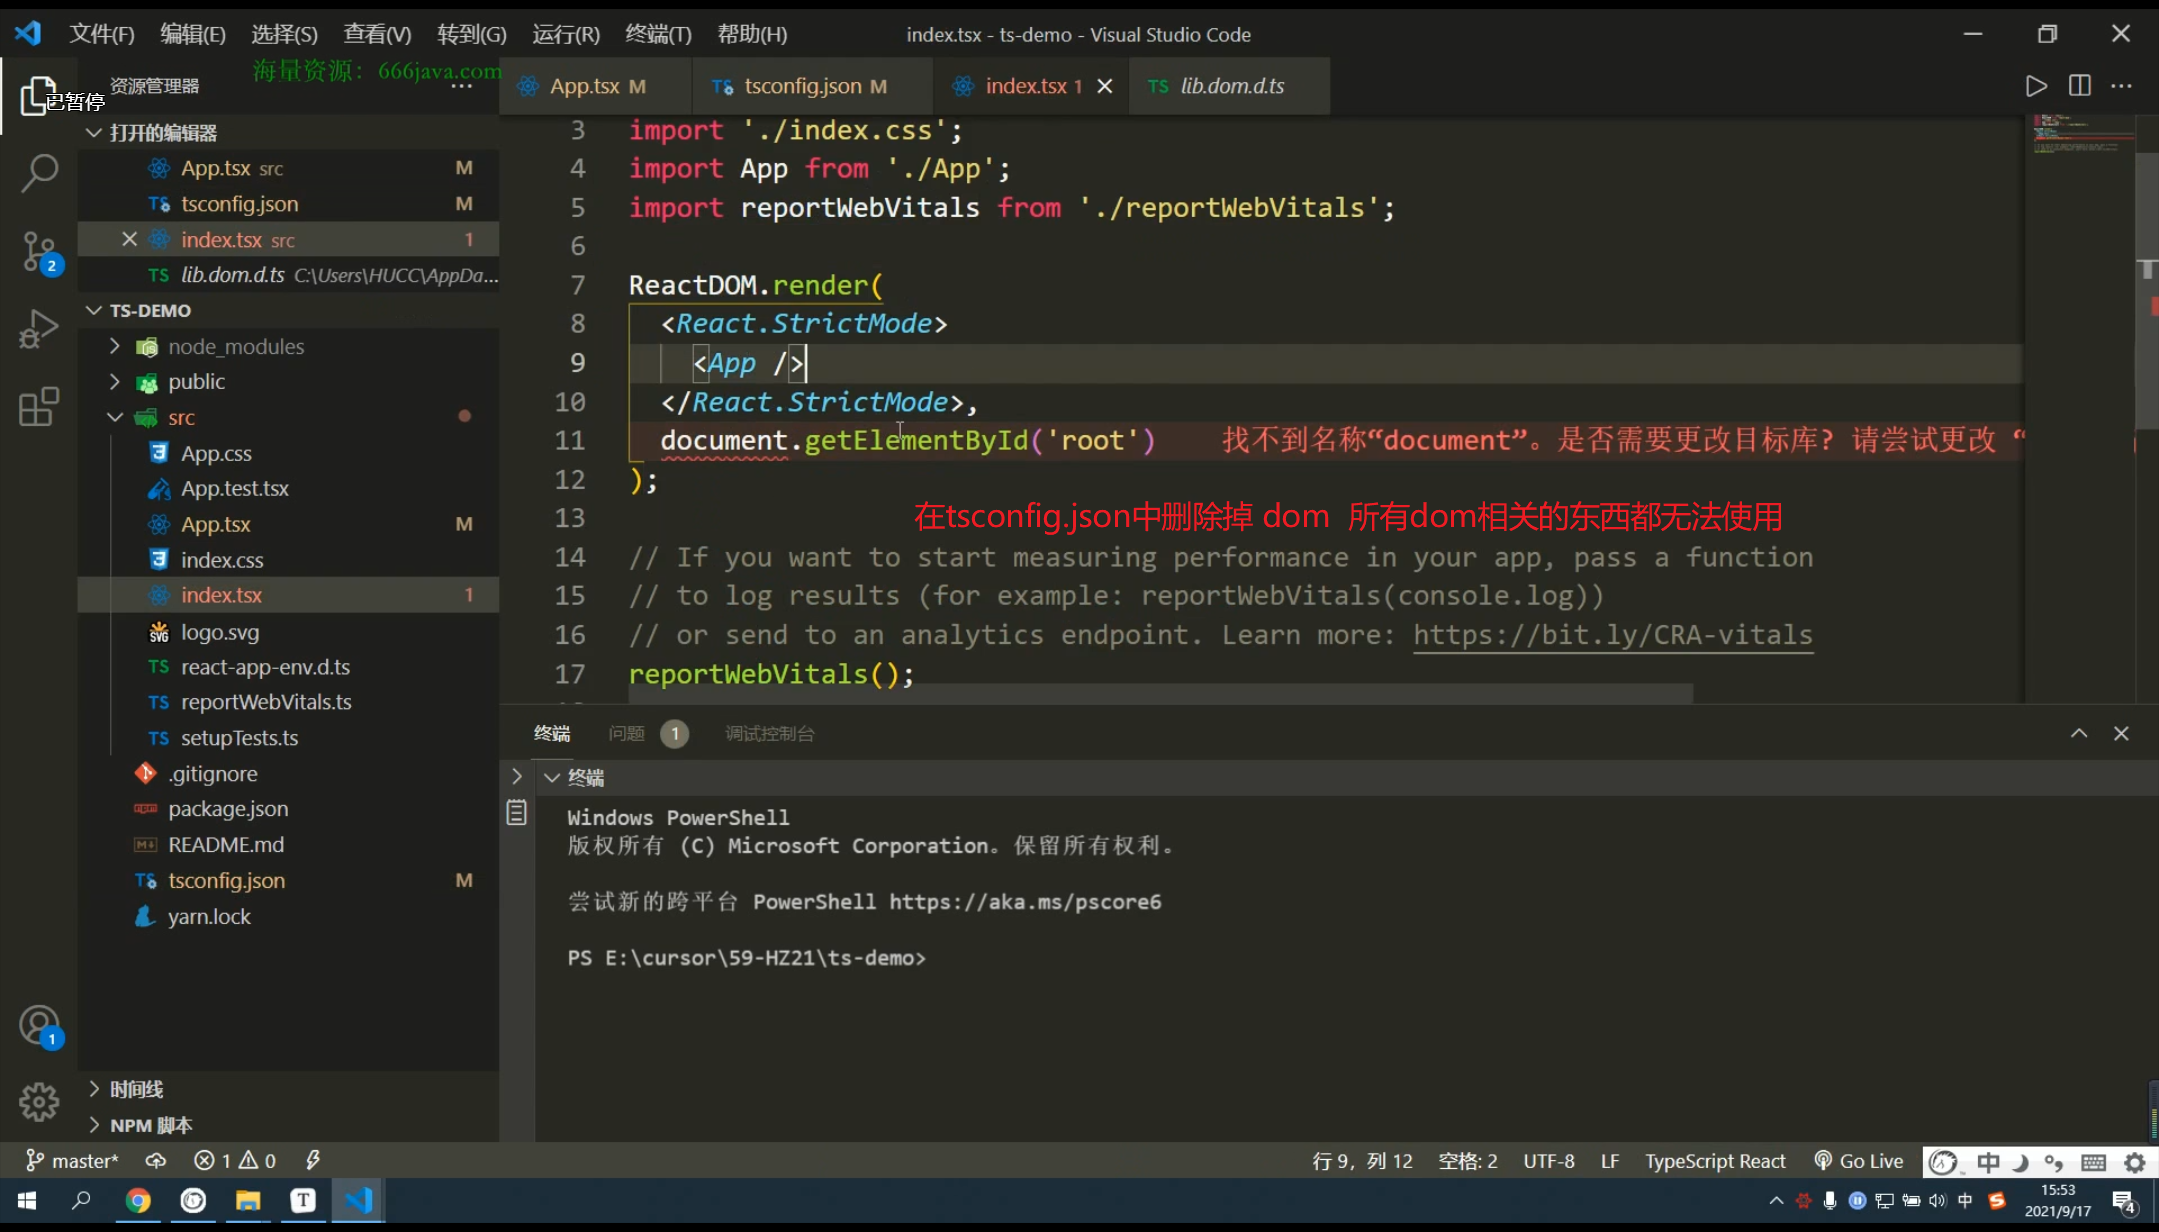 文件(F) 编辑(E) 选择(S) 查看(V) 转到(G) 运行(R) 终端(T) 帮助(H) index.tsx - ts-demo - Visual Studio Code
海量资源：666java.com
资源管理器
已暂停
App.tsx M
tsconfig.json M
index.tsx 1
lib.dom.d.ts
打开的编辑器
App.tsx src M
tsconfig.json M
index.tsx src 1
lib.dom.d.ts C:\Users\HUCC\AppDa...
TS-DEMO
node_modules
public
src
App.css
App.test.tsx
App.tsx M
index.css
index.tsx 1
logo.svg
react-app-env.d.ts
reportWebVitals.ts
setupTests.ts
.gitignore
package.json
README.md
tsconfig.json M
yarn.lock
时间线
NPM 脚本
2
1
3 import './index.css';
4 import App from './App';
5 import reportWebVitals from './reportWebVitals';
6
7 ReactDOM.render(
8 <React.StrictMode>
9 <App />
10 </React.StrictMode>,
11 document.getElementById('root') 找不到名称“document”。是否需要更改目标库？请尝试更改 “
12 );
13
在tsconfig.json中删除掉 dom 所有dom相关的东西都无法使用
14 // If you want to start measuring performance in your app, pass a function
15 // to log results (for example: reportWebVitals(console.log))
16 // or send to an analytics endpoint. Learn more: https://bit.ly/CRA-vitals
17 reportWebVitals();
终端 问题 1 调试控制台
终端
Windows PowerShell
版权所有 (C) Microsoft Corporation。保留所有权利。
尝试新的跨平台 PowerShell https://aka.ms/pscore6
PS E:\cursor\59-HZ21\ts-demo>
master* 1 0 行 9，列 12 空格: 2 UTF-8 LF TypeScript React Go Live 中
中 15:53
2021/9/17
4